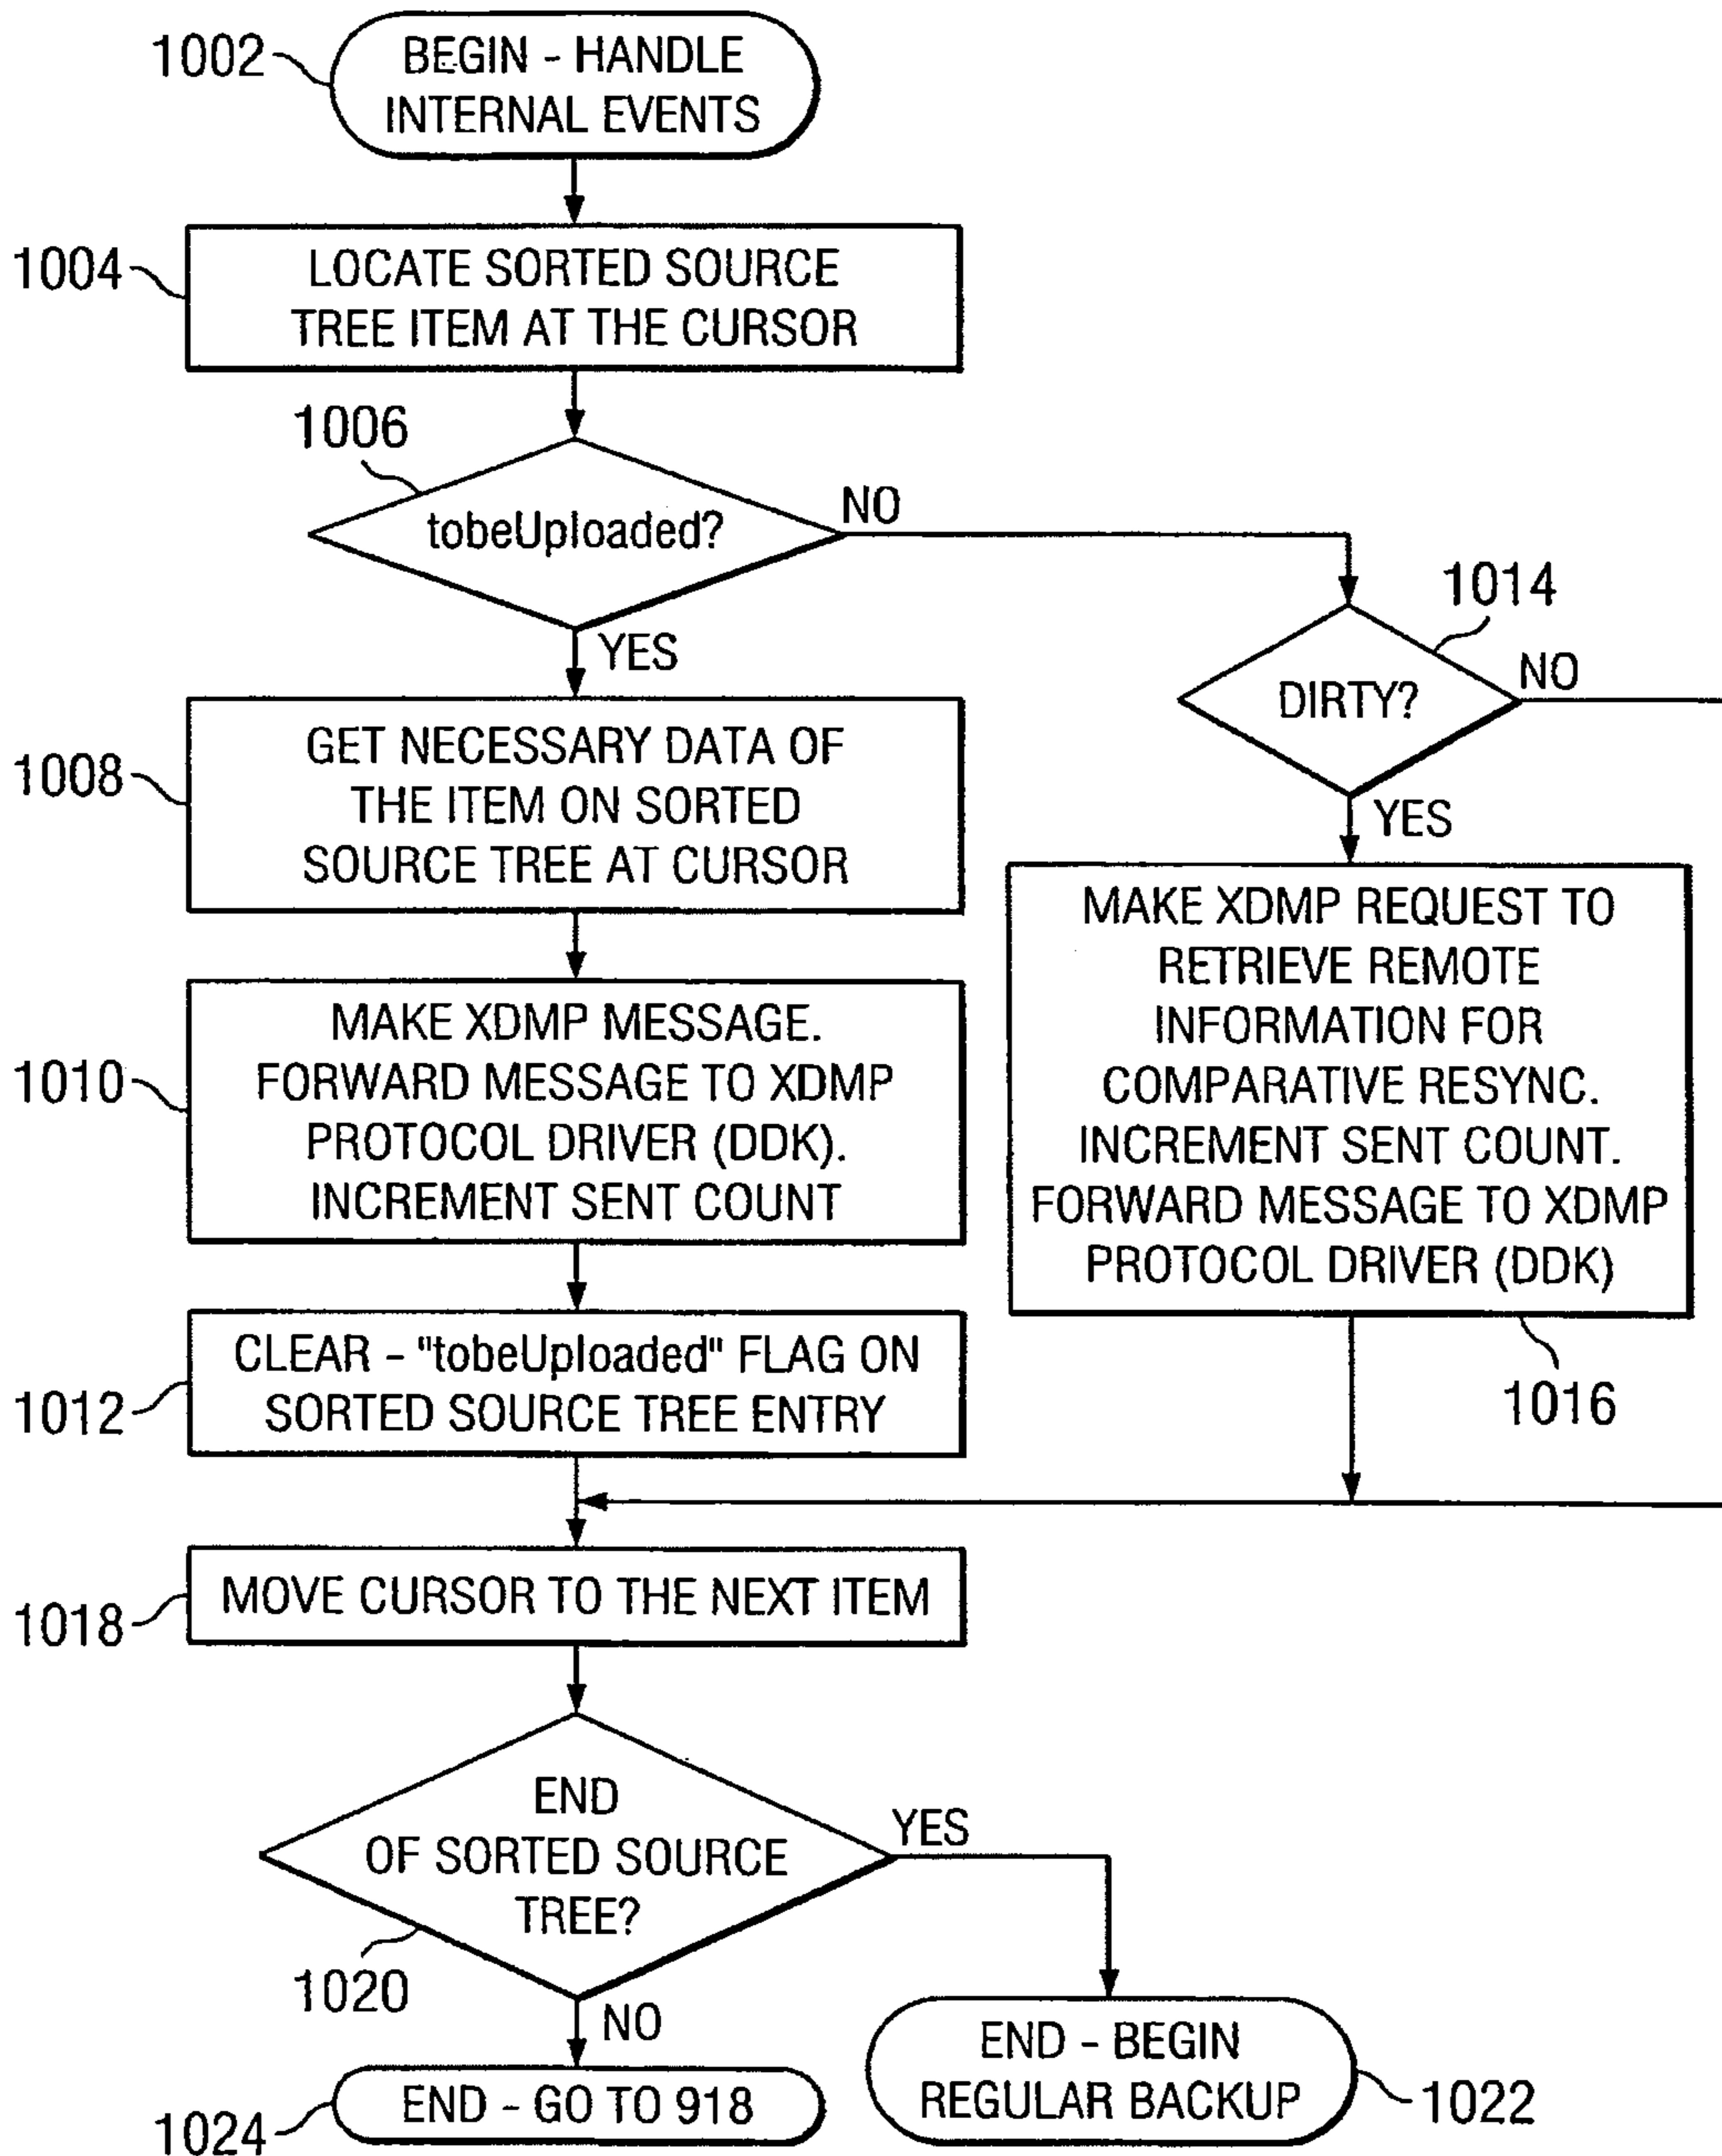 1002
BEGIN - HANDLE
INTERNAL EVENTS
1004
LOCATE SORTED SOURCE
TREE ITEM AT THE CURSOR
1006
tobeUploaded?
NO
YES
1014
DIRTY?
NO
YES
1008
GET NECESSARY DATA OF
THE ITEM ON SORTED
SOURCE TREE AT CURSOR
1010
MAKE XDMP MESSAGE.
FORWARD MESSAGE TO XDMP
PROTOCOL DRIVER (DDK).
INCREMENT SENT COUNT
MAKE XDMP REQUEST TO
RETRIEVE REMOTE
INFORMATION FOR
COMPARATIVE RESYNC.
INCREMENT SENT COUNT.
FORWARD MESSAGE TO XDMP
PROTOCOL DRIVER (DDK)
1016
1012
CLEAR - "tobeUploaded" FLAG ON
SORTED SOURCE TREE ENTRY
1018
MOVE CURSOR TO THE NEXT ITEM
END
OF SORTED SOURCE
TREE?
1020
YES
NO
1024
END - GO TO 918
END - BEGIN
REGULAR BACKUP
1022